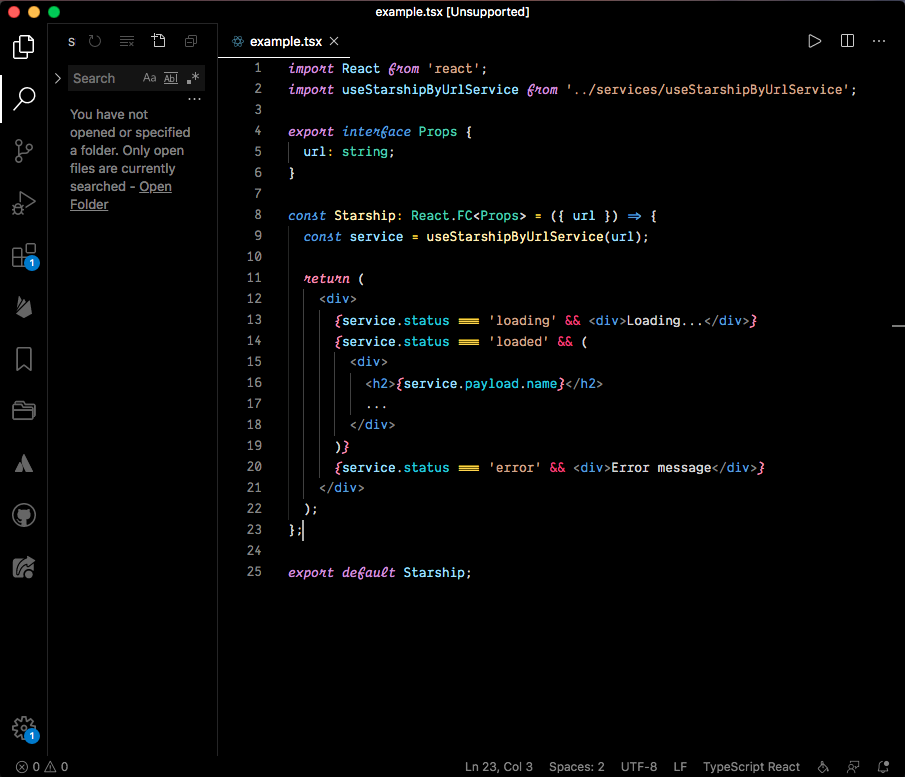 example.tsx [Unsupported]
S
example.tsx
Search Aa Ab .*
You have not
opened or specified
a folder. Only open
files are currently
searched - Open
Folder
1 import React from 'react';
2 import useStarshipByUrlService from '../services/useStarshipByUrlService';
3
4 export interface Props {
5 url: string;
6 }
7
8 const Starship: React.FC<Props> = ({ url }) => {
9 const service = useStarshipByUrlService(url);
10
11 return (
12 <div>
13 {service.status === 'loading' && <div>Loading...</div>}
14 {service.status === 'loaded' && (
15 <div>
16 <h2>{service.payload.name}</h2>
17 ...
18 </div>
19 )}
20 {service.status === 'error' && <div>Error message</div>}
21 </div>
22 );
23 };
24
25 export default Starship;
1
1
0 0 Ln 23, Col 3 Spaces: 2 UTF-8 LF TypeScript React